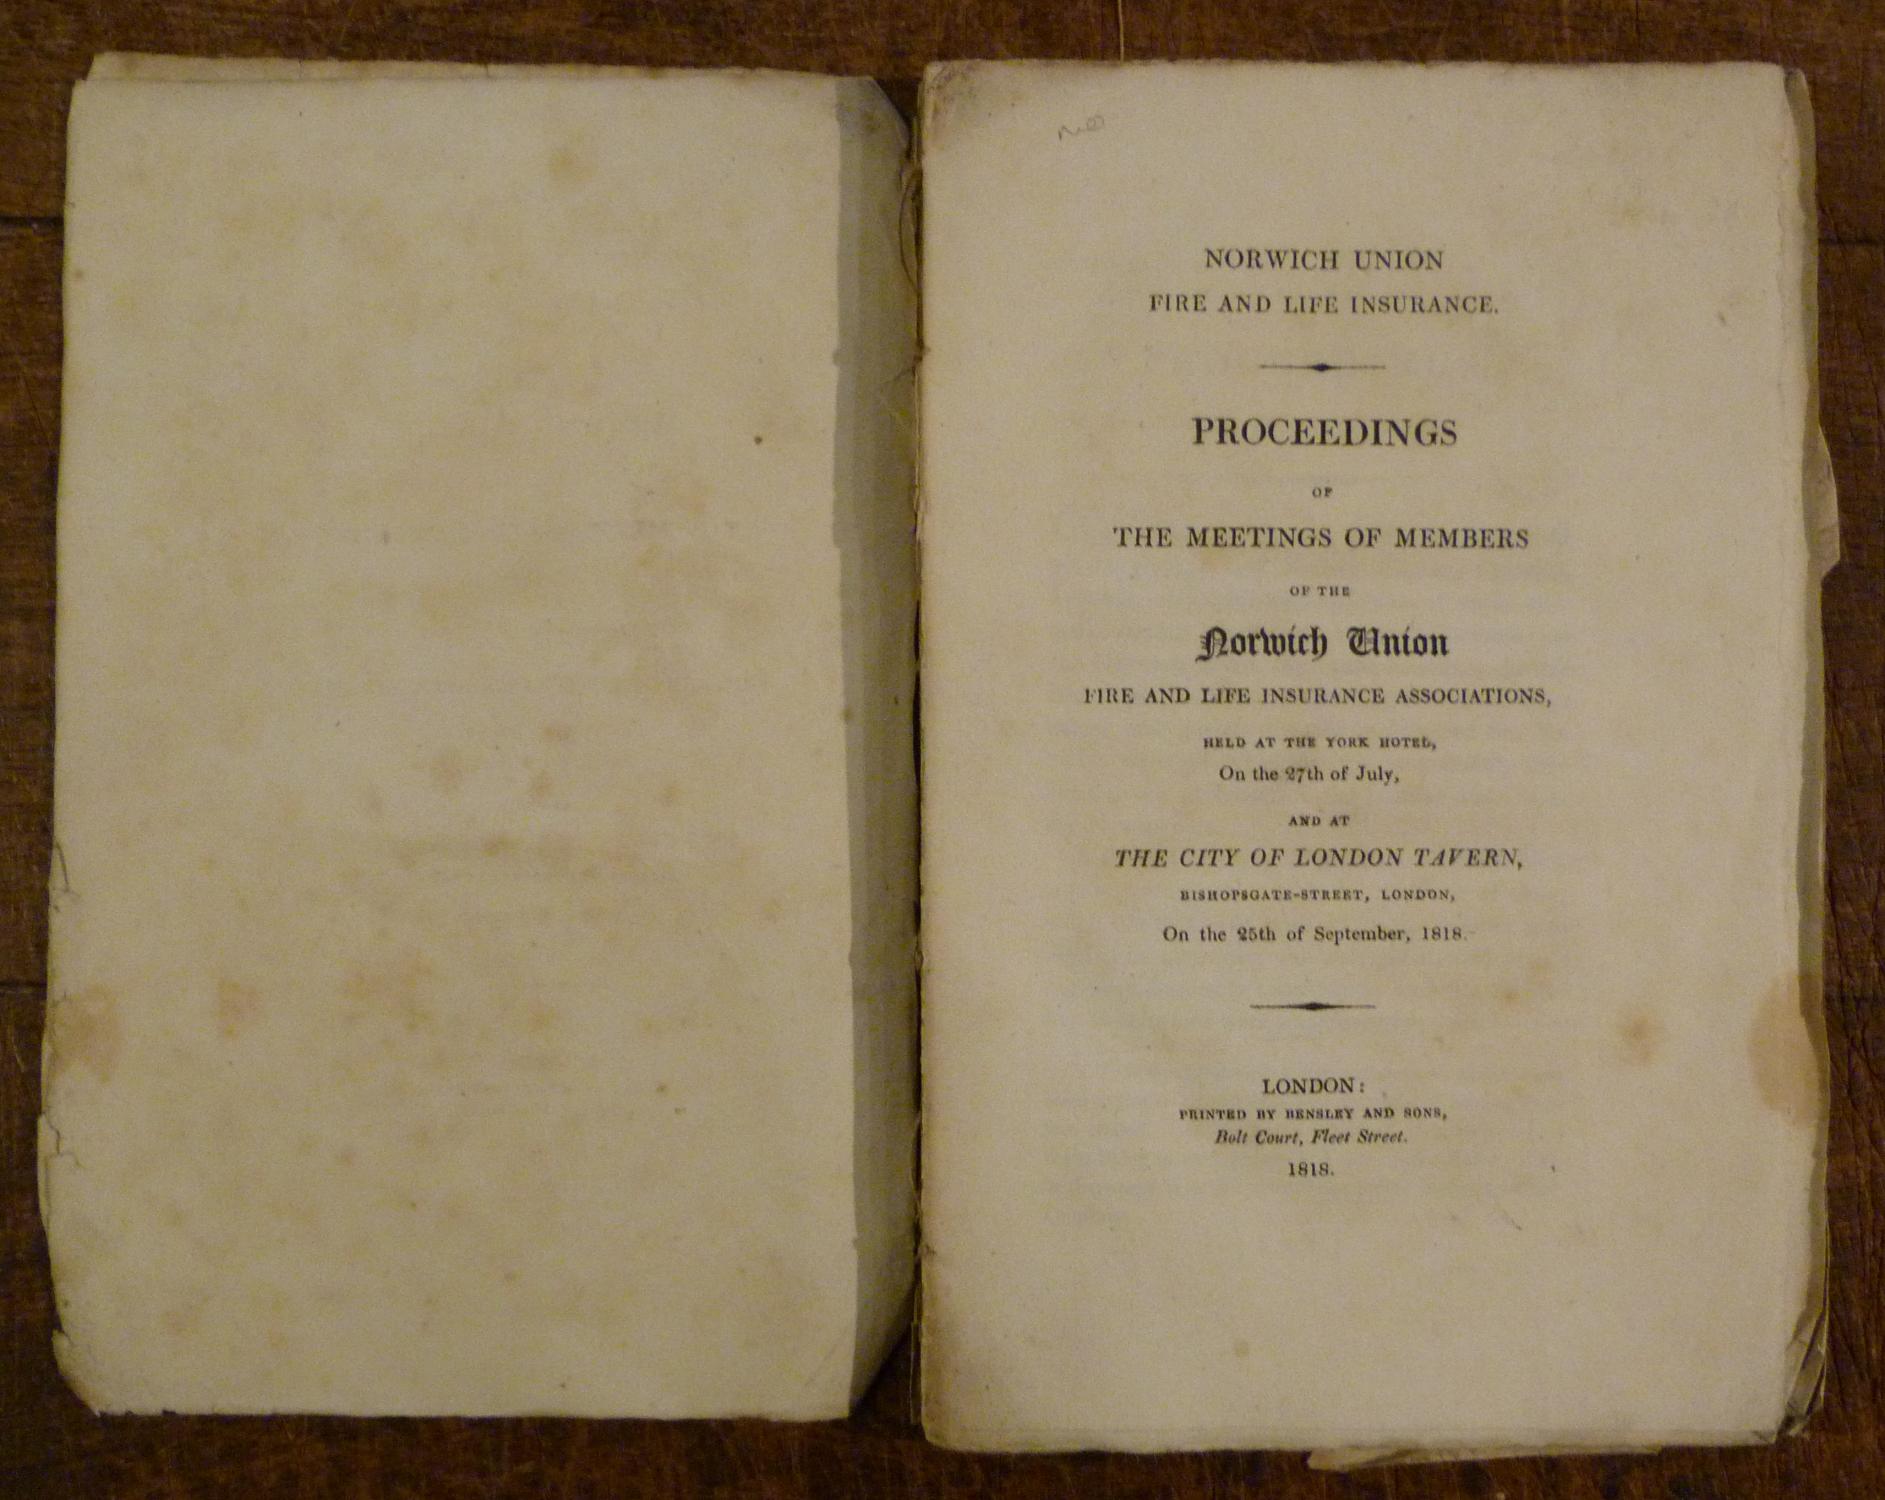 NORWICH UNION
FIRE AND LIFE INSURANCE.
PROCEEDINGS
OF
THE MEETINGS OF MEMBERS
OF THE
Norwich Union
FIRE AND LIFE INSURANCE ASSOCIATIONS,
HELD AT THE YORK HOTEL,
On the 27th of July,
AND AT
THE CITY OF LONDON TAVERN,
BISHOPSGATE-STREET, LONDON,
On the 25th of September, 1818.
LONDON:
PRINTED BY BENSLEY AND SONS,
Bolt Court, Fleet Street.
1818.